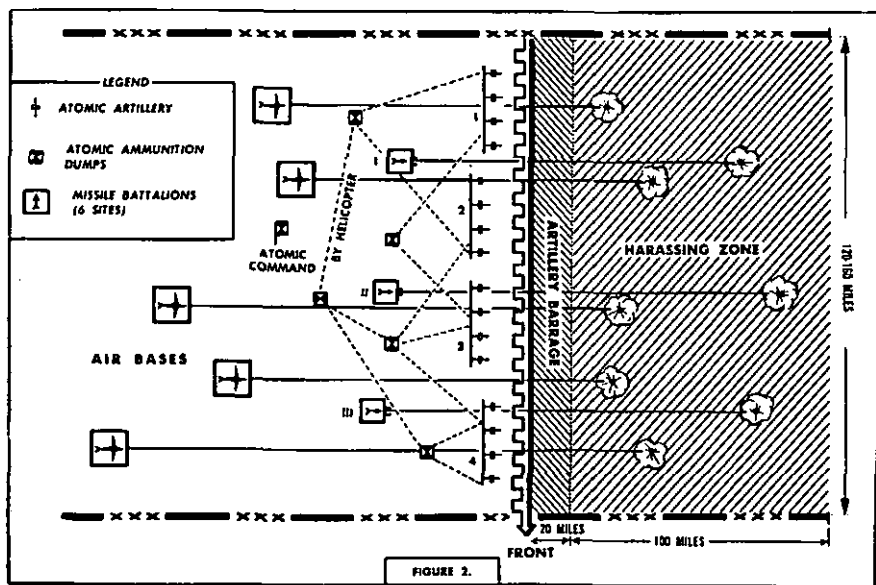 LEGEND
ATOMIC ARTILLERY
ATOMIC AMMUNITION
DUMPS
MISSILE BATTALIONS
(6 SITES)
ATOMIC
COMMAND
BY HELICOPTER
AIR BASES
1
I
2
II
3
III
4
ARTILLERY BARRAGE
HARASSING ZONE
120-160 MILES
20 MILES
100 MILES
FRONT
FIGURE 2.